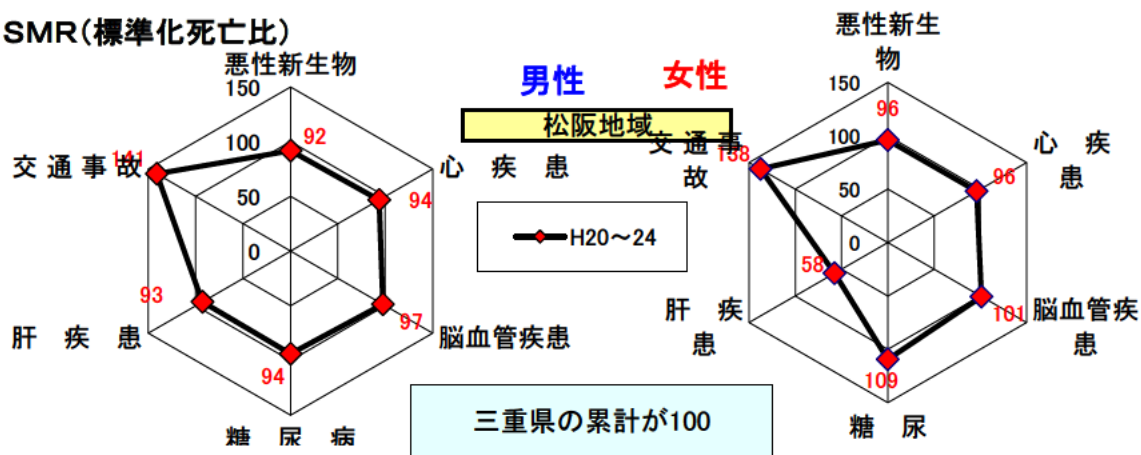 SMR（標準化死亡比）
男性
女性
松阪地域
悪性新生物
150
100
50
0
92
心疾患
94
脳血管疾患
97
糖尿病
94
肝疾患
93
交通事故
141
H20～24
三重県の累計が100
悪性新生
物
150
100
50
0
96
心疾
患
96
脳血管疾
患
101
糖尿
109
肝疾
患
58
交通事
故
138